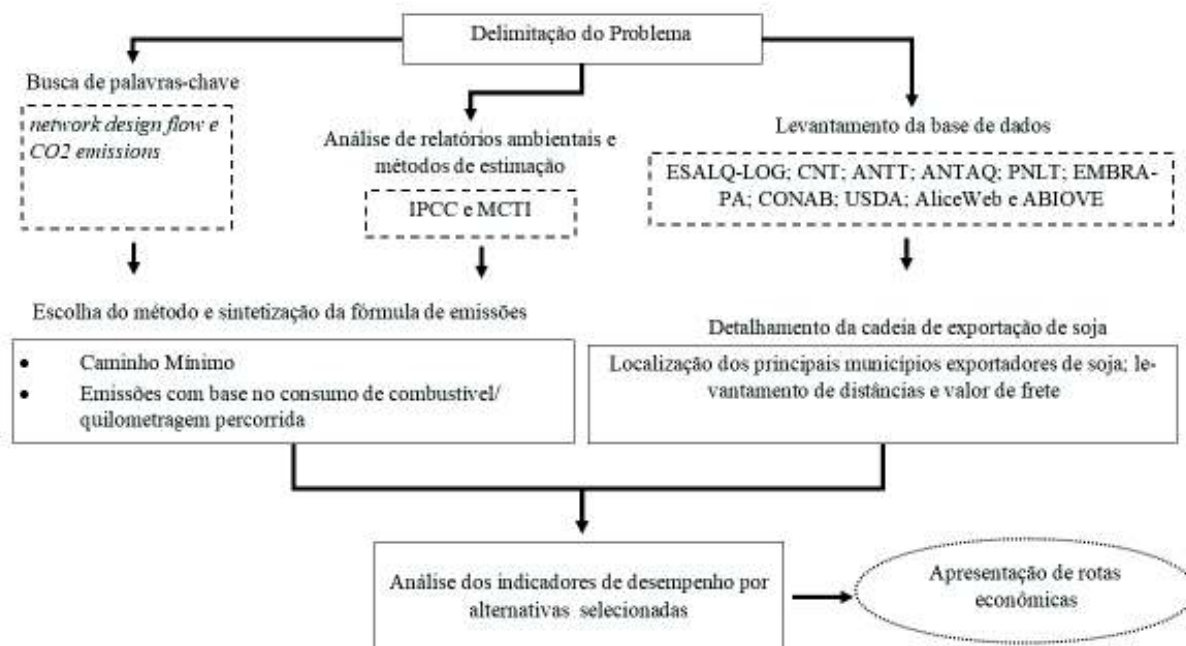 Delimitação do Problema
Busca de palavras-chave
network design flow e
CO2 emissions
Análise de relatórios ambientais e
métodos de estimação
IPCC e MCTI
Levantamento da base de dados
ESALQ-LOG; CNT; ANTT; ANTAQ; PNLT; EMBRA-
PA; CONAB; USDA; AliceWeb e ABIOVE
Escolha do método e sintetização da fórmula de emissões
• Caminho Mínimo
• Emissões com base no consumo de combustível/
quilometragem percorrida
Detalhamento da cadeia de exportação de soja
Localização dos principais municípios exportadores de soja; le-
vantamento de distâncias e valor de frete
Análise dos indicadores de desempenho por
alternativas selecionadas
Apresentação de rotas
econômicas